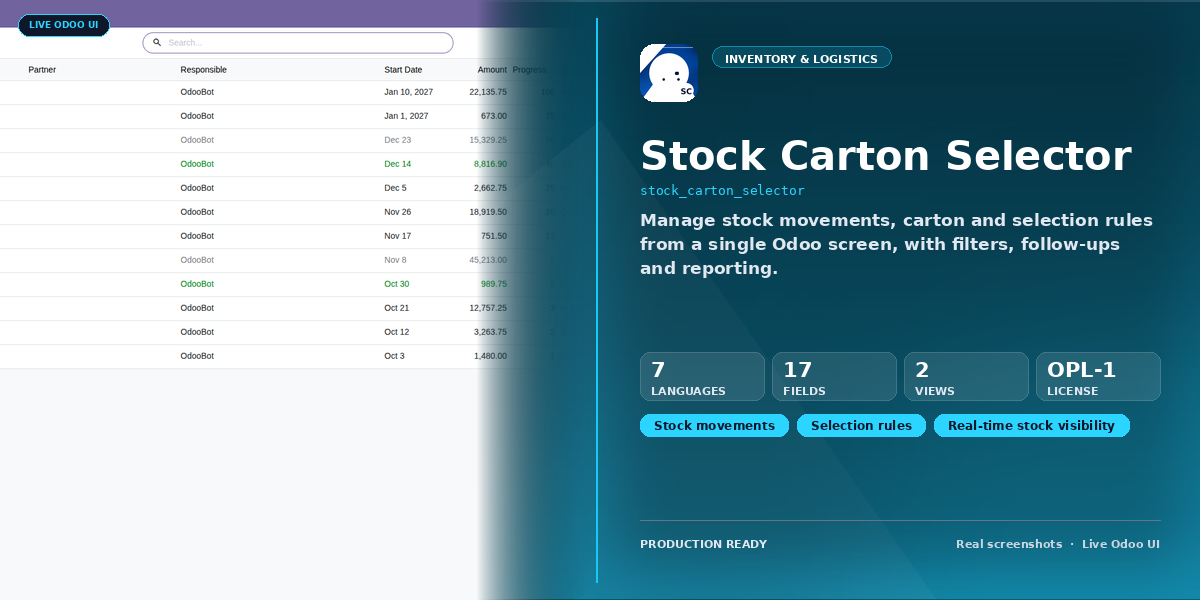 LIVE ODOO UI
Search...
Partner Responsible Start Date Amount Progress
OdooBot Jan 10, 2027 22,135.75 100
OdooBot Jan 1, 2027 673.00
OdooBot Dec 23 15,329.25
OdooBot Dec 14 8,816.90
OdooBot Dec 5 2,662.75
OdooBot Nov 26 18,919.50
OdooBot Nov 17 751.50
OdooBot Nov 8 45,213.00
OdooBot Oct 30 989.75
OdooBot Oct 21 12,757.25
OdooBot Oct 12 3,263.75
OdooBot Oct 3 1,480.00
SC
INVENTORY & LOGISTICS
Stock Carton Selector
stock_carton_selector
Manage stock movements, carton and selection rules
from a single Odoo screen, with filters, follow-ups
and reporting.
7 17 2 OPL-1
LANGUAGES FIELDS VIEWS LICENSE
Stock movements Selection rules Real-time stock visibility
PRODUCTION READY Real screenshots · Live Odoo UI